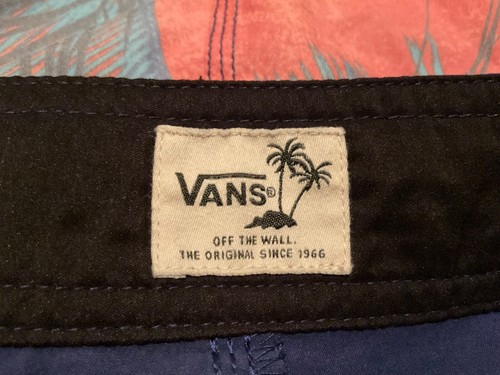 VANS®
OFF THE WALL.
THE ORIGINAL SINCE 1966